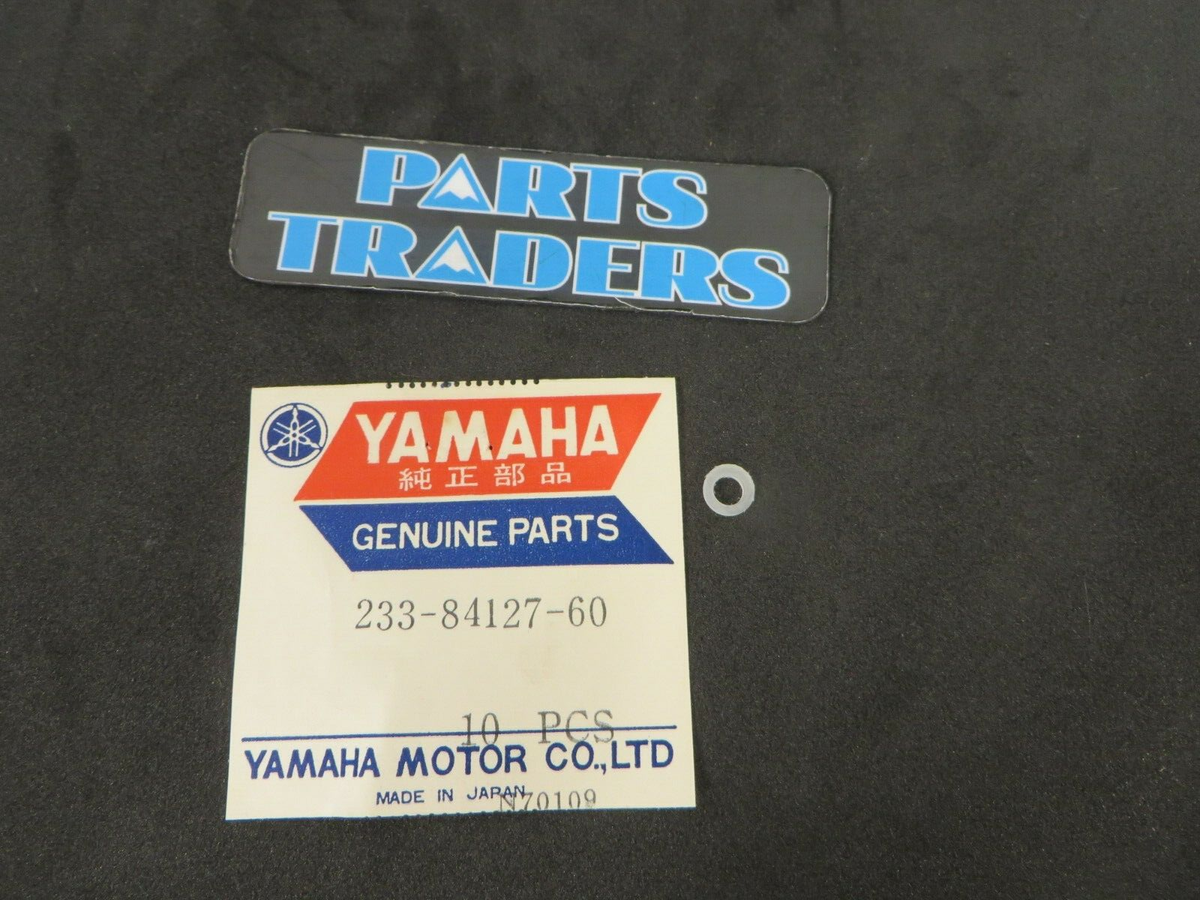 PARTS
TRADERS
YAMAHA
純正部品
GENUINE PARTS
233-84127-60
10 PCS
YAMAHA MOTOR CO.,LTD
MADE IN JAPAN
N70109